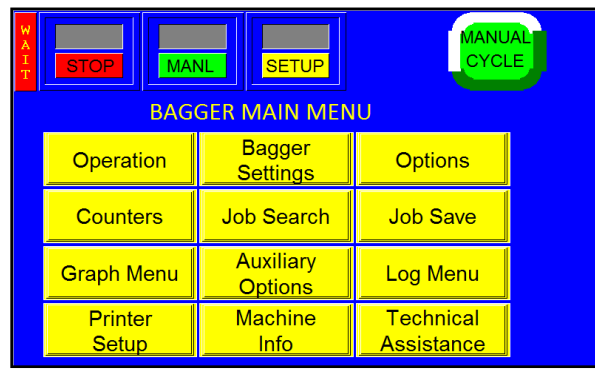 WAIT
STOP
MANL
SETUP
MANUAL
CYCLE
BAGGER MAIN MENU
Operation
Bagger
Settings
Options
Counters
Job Search
Job Save
Graph Menu
Auxiliary
Options
Log Menu
Printer
Setup
Machine
Info
Technical
Assistance